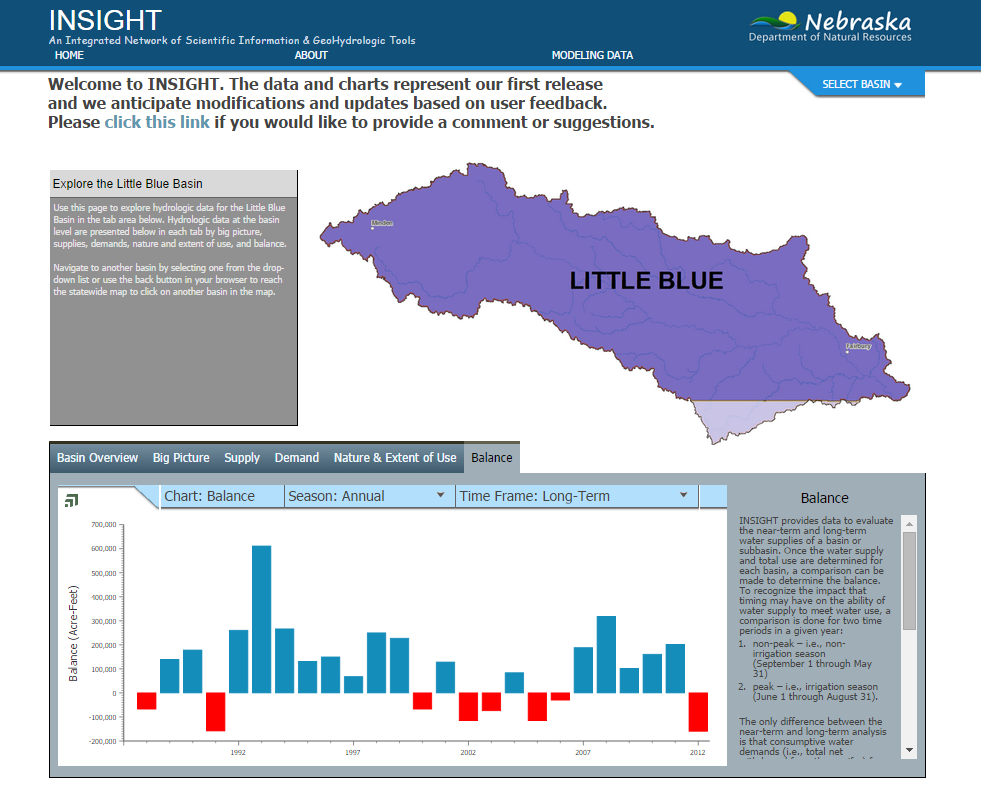 INSIGHT
An Integrated Network of Scientific Information & GeoHydrologic Tools
Nebraska
Department of Natural Resources
HOME
ABOUT
MODELING DATA
SELECT BASIN
Welcome to INSIGHT. The data and charts represent our first release
and we anticipate modifications and updates based on user feedback.
Please click this link if you would like to provide a comment or suggestions.
Explore the Little Blue Basin
Use this page to explore hydrologic data for the Little Blue
Basin in the tab area below. Hydrologic data at the basin
level are presented below in each tab by big picture,
supplies, demands, nature and extent of use, and balance.
Navigate to another basin by selecting one from the drop-
down list or use the back button in your browser to reach
the statewide map to click on another basin in the map.
Minden
LITTLE BLUE
Fairbury
Basin Overview
Big Picture
Supply
Demand
Nature & Extent of Use
Balance
Chart: Balance
Season: Annual
Time Frame: Long-Term
Balance (Acre-Feet)
700,000
600,000
500,000
400,000
300,000
200,000
100,000
0
-100,000
-200,000
1992
1997
2002
2007
2012
Balance
INSIGHT provides data to evaluate
the near-term and long-term
water supplies of a basin or
subbasin. Once the water supply
and total use are determined for
each basin, a comparison can be
made to determine the balance.
To recognize the impact that
timing may have on the ability of
water supply to meet water use, a
comparison is done for two time
periods in a given year:
1. non-peak – i.e., non-
irrigation season
(September 1 through May
31)
2. peak – i.e., irrigation season
(June 1 through August 31).
The only difference between the
near-term and long-term analysis
is that consumptive water
demands (i.e., total net